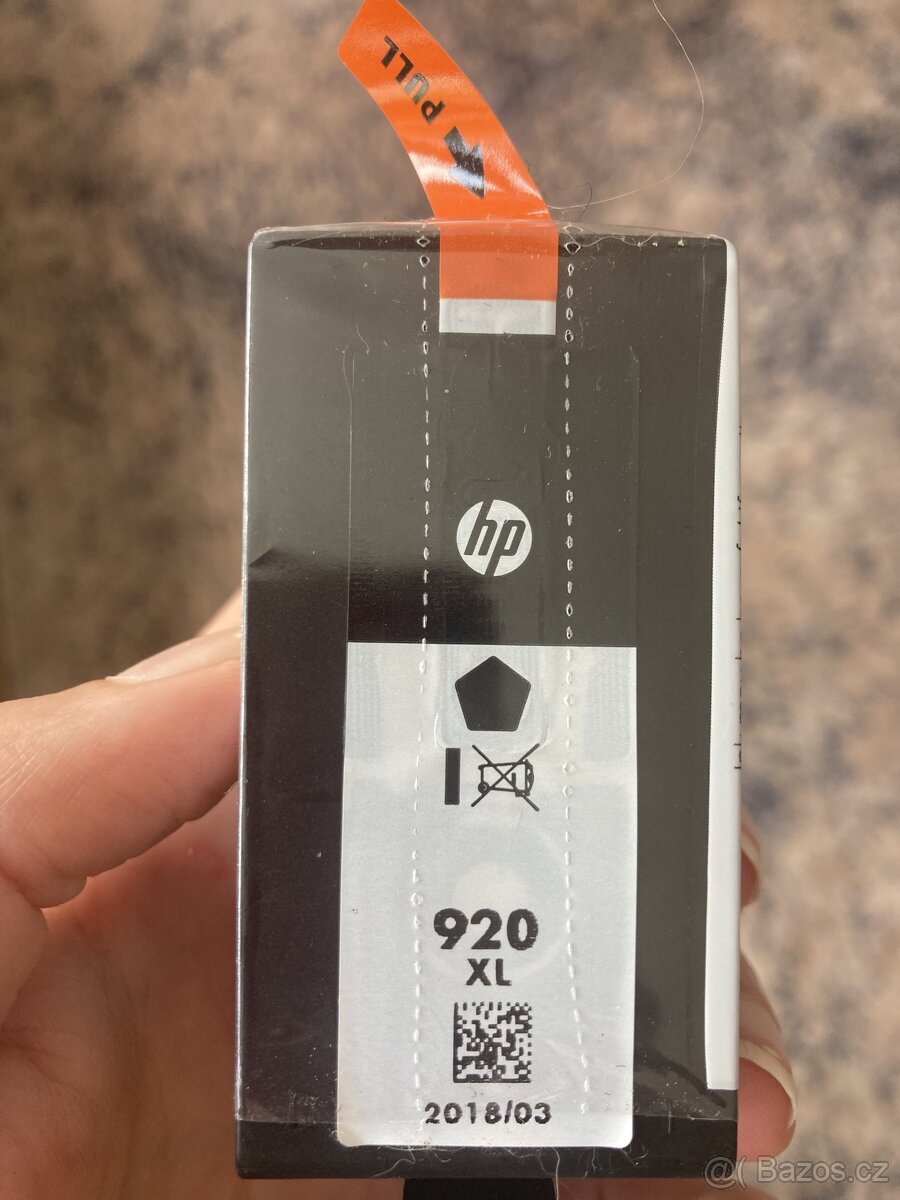 PULL
hp
920
XL
2018/03
@( Bazos.cz